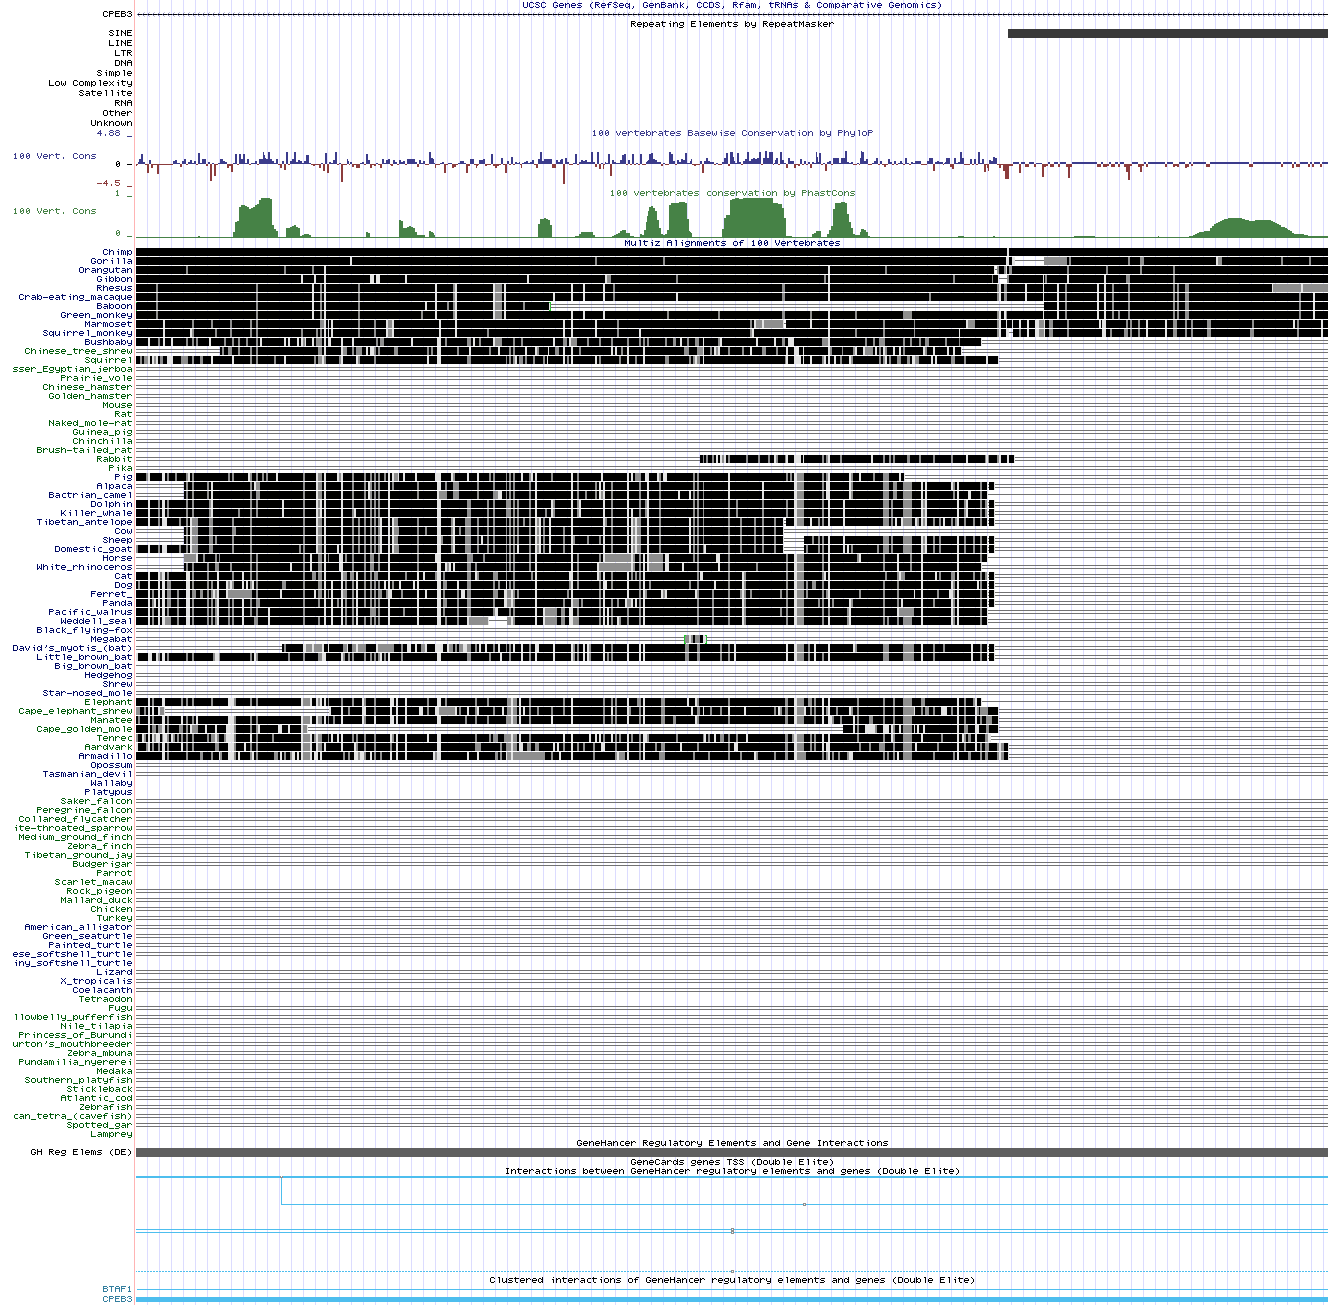 UCSC Genes (RefSeq, GenBank, CCDS, Rfam, tRNAs & Comparative Genomics)
CPEB3
Repeating Elements by RepeatMasker
SINE
LINE
LTR
DNA
Simple
Low Complexity
Satellite
RNA
Other
Unknown
4.88 _
100 vertebrates Basewise Conservation by PhyloP
100 Vert. Cons
0 _
-4.5 _
100 vertebrates conservation by PhastCons
1 _
100 Vert. Cons
0 _
Multiz Alignments of 100 Vertebrates
Chimp
Gorilla
Orangutan
Gibbon
Rhesus
Crab-eating_macaque
Baboon
Green_monkey
Marmoset
Squirrel_monkey
Bushbaby
Chinese_tree_shrew
Squirrel
sser_Egyptian_jerboa
Prairie_vole
Chinese_hamster
Golden_hamster
Mouse
Rat
Naked_mole-rat
Guinea_pig
Chinchilla
Brush-tailed_rat
Rabbit
Pika
Pig
Alpaca
Bactrian_camel
Dolphin
Killer_whale
Tibetan_antelope
Cow
Sheep
Domestic_goat
Horse
White_rhinoceros
Cat
Dog
Ferret_
Panda
Pacific_walrus
Weddell_seal
Black_flying-fox
Megabat
David's_myotis_(bat)
Little_brown_bat
Big_brown_bat
Hedgehog
Shrew
Star-nosed_mole
Elephant
Cape_elephant_shrew
Manatee
Cape_golden_mole
Tenrec
Aardvark
Armadillo
Opossum
Tasmanian_devil
Wallaby
Platypus
Saker_falcon
Peregrine_falcon
Collared_flycatcher
ite-throated_sparrow
Medium_ground_finch
Zebra_finch
Tibetan_ground_jay
Budgerigar
Parrot
Scarlet_macaw
Rock_pigeon
Mallard_duck
Chicken
Turkey
American_alligator
Green_seaturtle
Painted_turtle
ese_softshell_turtle
iny_softshell_turtle
Lizard
X_tropicalis
Coelacanth
Tetraodon
Fugu
llowbelly_pufferfish
Nile_tilapia
Princess_of_Burundi
urton's_mouthbreeder
Zebra_mbuna
Pundamilia_nyererei
Medaka
Southern_platyfish
Stickleback
Atlantic_cod
Zebrafish
can_tetra_(cavefish)
Spotted_gar
Lamprey
GeneHancer Regulatory Elements and Gene Interactions
GH Reg Elems (DE)
GeneCards genes TSS (Double Elite)
Interactions between GeneHancer regulatory elements and genes (Double Elite)
Clustered interactions of GeneHancer regulatory elements and genes (Double Elite)
BTAF1
CPEB3